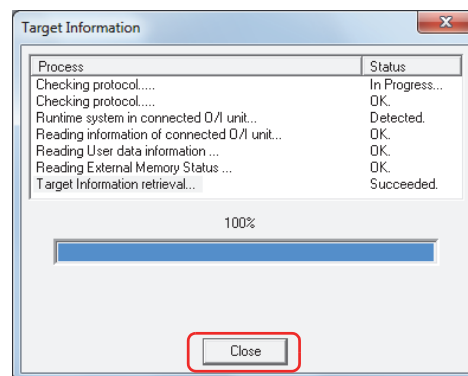 Target Information
Process Status
Checking protocol..... In Progress...
Checking protocol..... OK.
Runtime system in connected O/I unit... Detected.
Reading information of connected O/I unit... OK.
Reading User data information ... OK.
Reading External Memory Status ... OK.
Target Information retrieval... Succeeded.
100%
Close